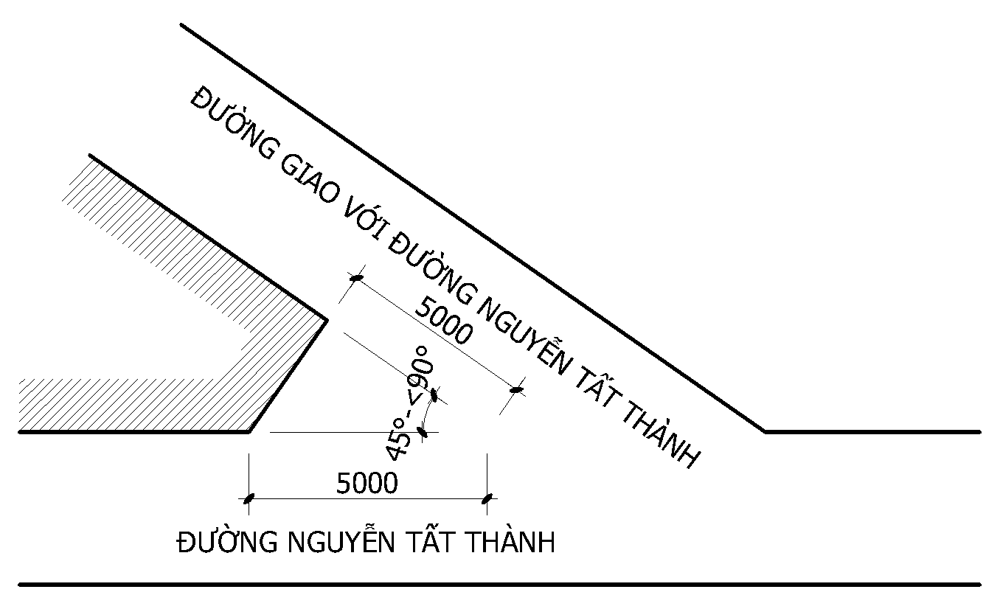 ĐƯỜNG GIAO VỚI ĐƯỜNG NGUYỄN TẤT THÀNH
5000
45°-<90°
5000
ĐƯỜNG NGUYỄN TẤT THÀNH